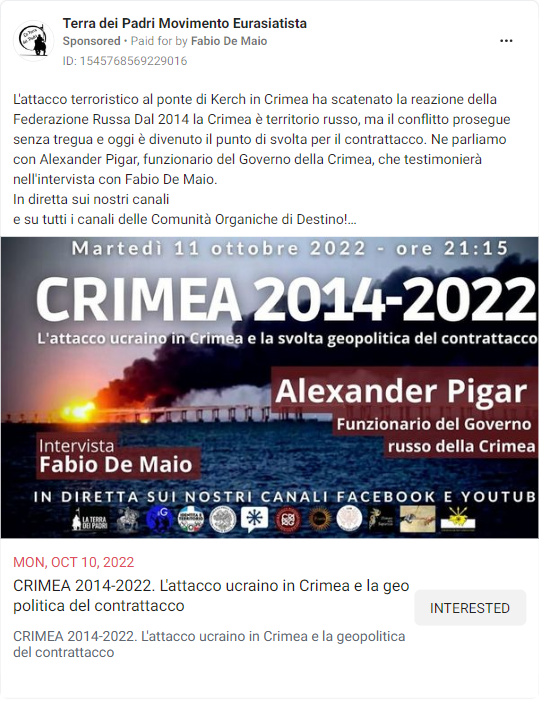 Terra dei Padri Movimento Eurasiatista
Sponsored • Paid for by Fabio De Maio
ID: 1545768569229016
L'attacco terroristico al ponte di Kerch in Crimea ha scatenato la reazione della
Federazione Russa Dal 2014 la Crimea è territorio russo, ma il conflitto prosegue
senza tregua e oggi è divenuto il punto di svolta per il contrattacco. Ne parliamo
con Alexander Pigar, funzionario del Governo della Crimea, che testimonierà
nell'intervista con Fabio De Maio.
In diretta sui nostri canali
e su tutti i canali delle Comunità Organiche di Destino!…
Martedì 11 ottobre 2022 - ore 21:15
CRIMEA 2014-2022
L'attacco ucraino in Crimea e la svolta geopolitica del contrattacco
Alexander Pigar
Funzionario del Governo
russo della Crimea
Intervista
Fabio De Maio
IN DIRETTA SUI NOSTRI CANALI FACEBOOK E YOUTUB
LA TERRA
DEI PADRI
MON, OCT 10, 2022
CRIMEA 2014-2022. L'attacco ucraino in Crimea e la geo
politica del contrattacco
INTERESTED
CRIMEA 2014-2022. L'attacco ucraino in Crimea e la geopolitica
del contrattacco